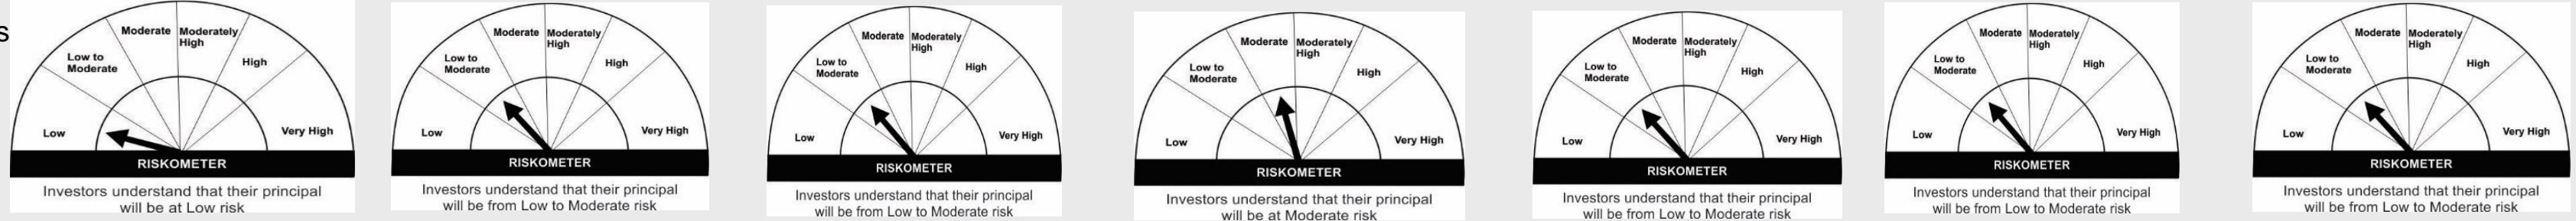 s
Moderate Moderately High
Low to Moderate
High
Low
Very High
RISKOMETER
Investors understand that their principal
will be at Low risk
Moderate Moderately High
Low to Moderate
High
Low
Very High
RISKOMETER
Investors understand that their principal
will be from Low to Moderate risk
Moderate Moderately High
Low to Moderate
High
Low
Very High
RISKOMETER
Investors understand that their principal
will be from Low to Moderate risk
Moderate Moderately High
Low to Moderate
High
Low
Very High
RISKOMETER
Investors understand that their principal
will be at Moderate risk
Moderate Moderately High
Low to Moderate
High
Low
Very High
RISKOMETER
Investors understand that their principal
will be from Low to Moderate risk
Moderate Moderately High
Low to Moderate
High
Low
Very High
RISKOMETER
Investors understand that their principal
will be from Low to Moderate risk
Moderate Moderately High
Low to Moderate
High
Low
Very High
RISKOMETER
Investors understand that their principal
will be from Low to Moderate risk